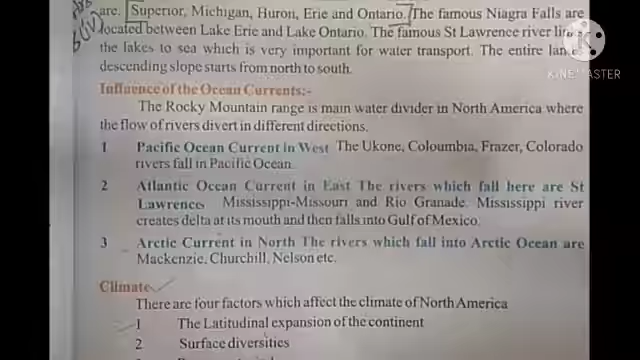 are. Superior, Michigan, Huron, Erie and Ontario. The famous Niagra Falls are
located between Lake Erie and Lake Ontario. The famous St Lawrence river
the lakes to sea which is very important for water transport. The entire
descending slope starts from north to south.
KINEMASTER
Influence of the Ocean Currents:-
The Rocky Mountain range is main water divider in North America where
the flow of rivers divert in different directions.
1 Pacific Ocean Current in West The Ukone, Coloumbia, Frazer, Colorado
rivers fall in Pacific Ocean
2 Atlantic Ocean Current in East The rivers which fall here are St
Lawrence, Mississippi-Missouri and Rio Granade. Mississippi river
creates delta at its mouth and then falls into Gulf of Mexico.
3 Arctic Current in North The rivers which fall into Arctic Ocean are
Mackenzie, Churchill, Nelson etc.
Climate
There are four factors which affect the climate of North America
1 The Latitudinal expansion of the continent
2 Surface diversities